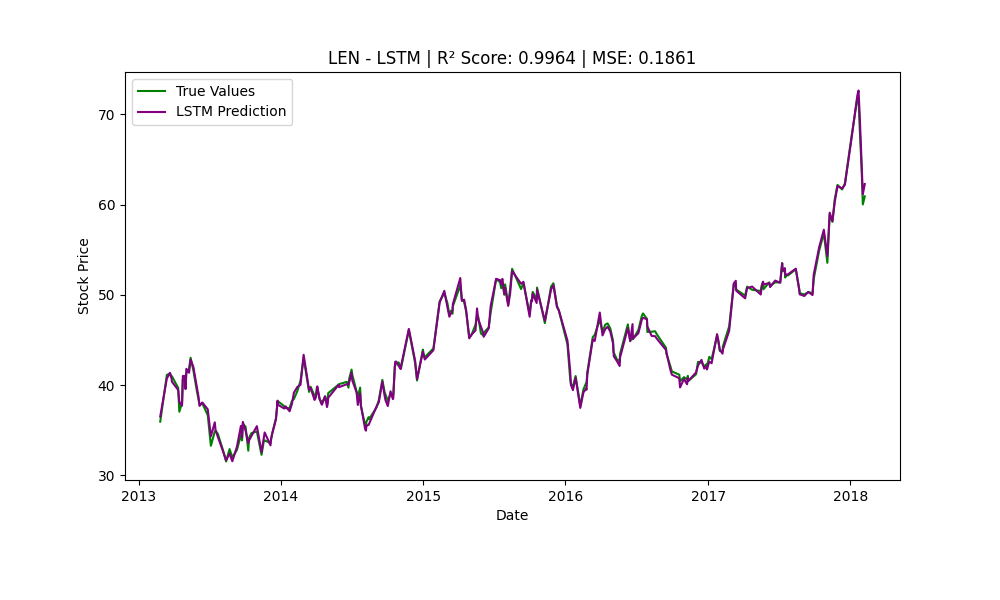 LEN - LSTM | R² Score: 0.9964 | MSE: 0.1861
True Values
LSTM Prediction
Stock Price
70
60
50
40
30
2013 2014 2015 2016 2017 2018
Date